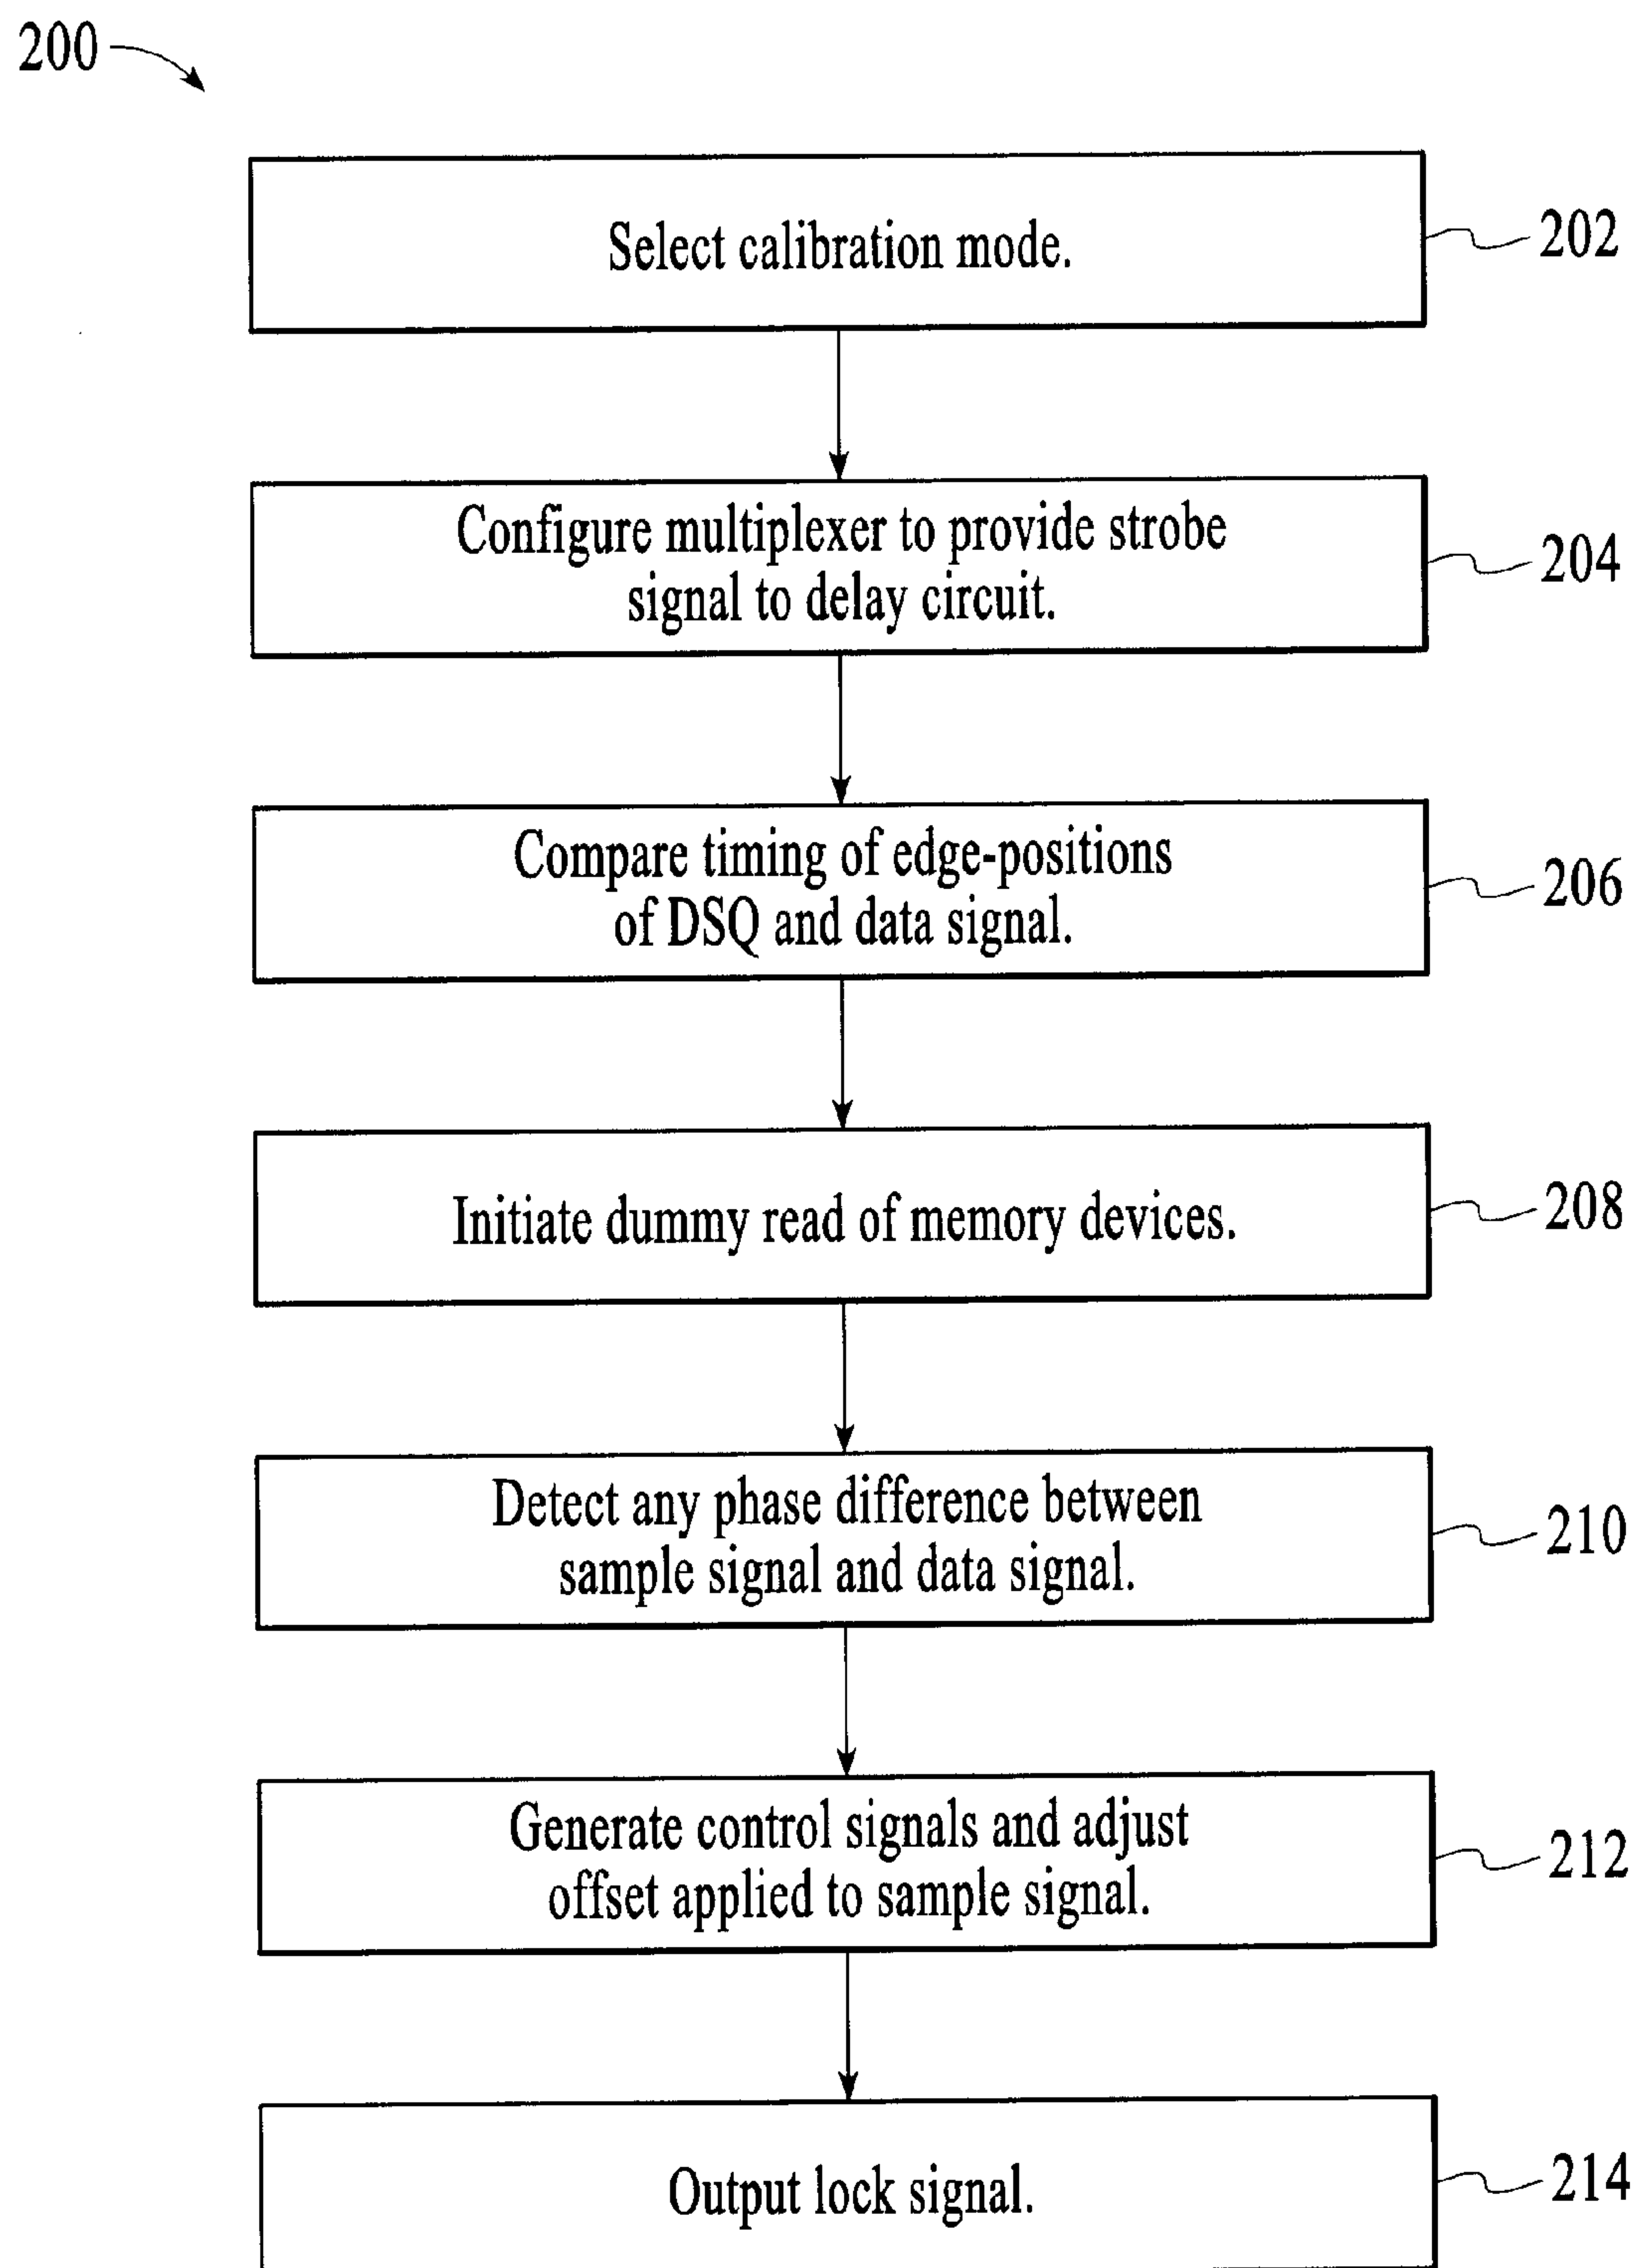 200
Select calibration mode.
202
Configure multiplexer to provide strobe
signal to delay circuit.
204
Compare timing of edge-positions
of DSQ and data signal.
206
Initiate dummy read of memory devices.
208
Detect any phase difference between
sample signal and data signal.
210
Generate control signals and adjust
offset applied to sample signal.
212
Output lock signal.
214